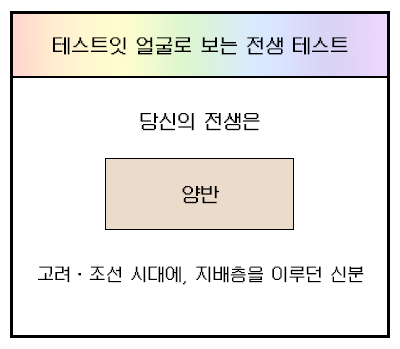 테스트잇 얼굴로 보는 전생 테스트
당신의 전생은
양반
고려·조선 시대에, 지배층을 이루던 신분